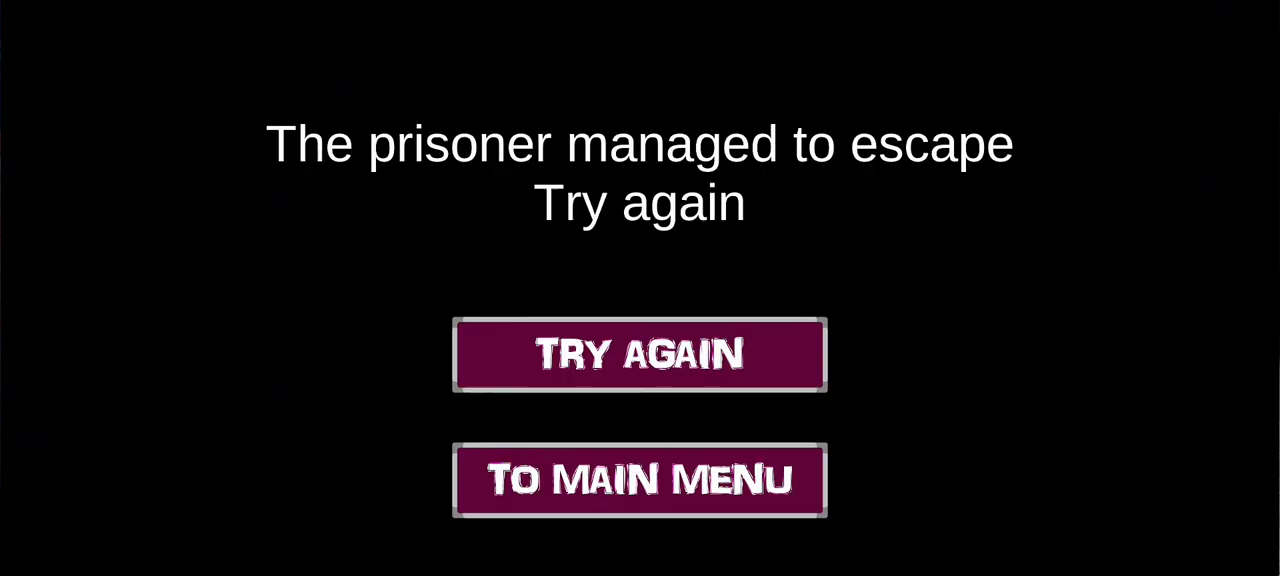 The prisoner managed to escape
Try again
TRY AGAIN
TO MAIN MENU